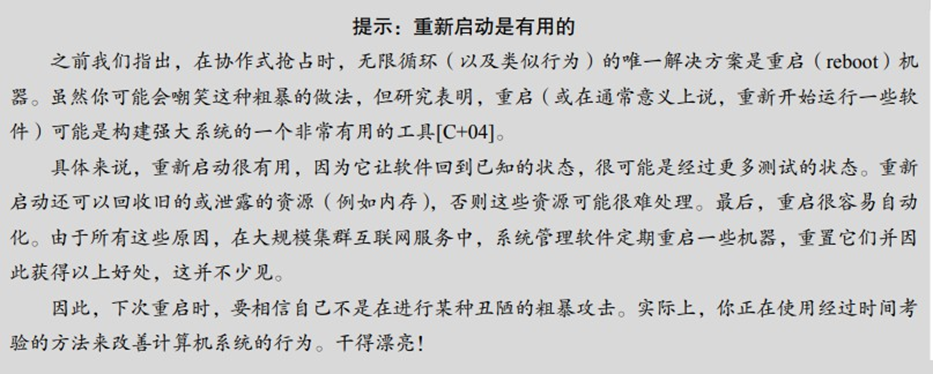 提示：重新启动是有用的
之前我们指出，在协作式抢占时，无限循环（以及类似行为）的唯一解决方案是重启（reboot）机
器。虽然你可能会嘲笑这种粗暴的做法，但研究表明，重启（或在通常意义上说，重新开始运行一些软
件）可能是构建强大系统的一个非常有用的工具[C+04]。
具体来说，重新启动很有用，因为它让软件回到已知的状态，很可能是经过更多测试的状态。重新
启动还可以回收旧的或泄露的资源（例如内存），否则这些资源可能很难处理。最后，重启很容易自动
化。由于所有这些原因，在大规模集群互联网服务中，系统管理软件定期重启一些机器，重置它们并因
此获得以上好处，这并不少见。
因此，下次重启时，要相信自己不是在进行某种丑陋的粗暴攻击。实际上，你正在使用经过时间考
验的方法来改善计算机系统的行为。干得漂亮！